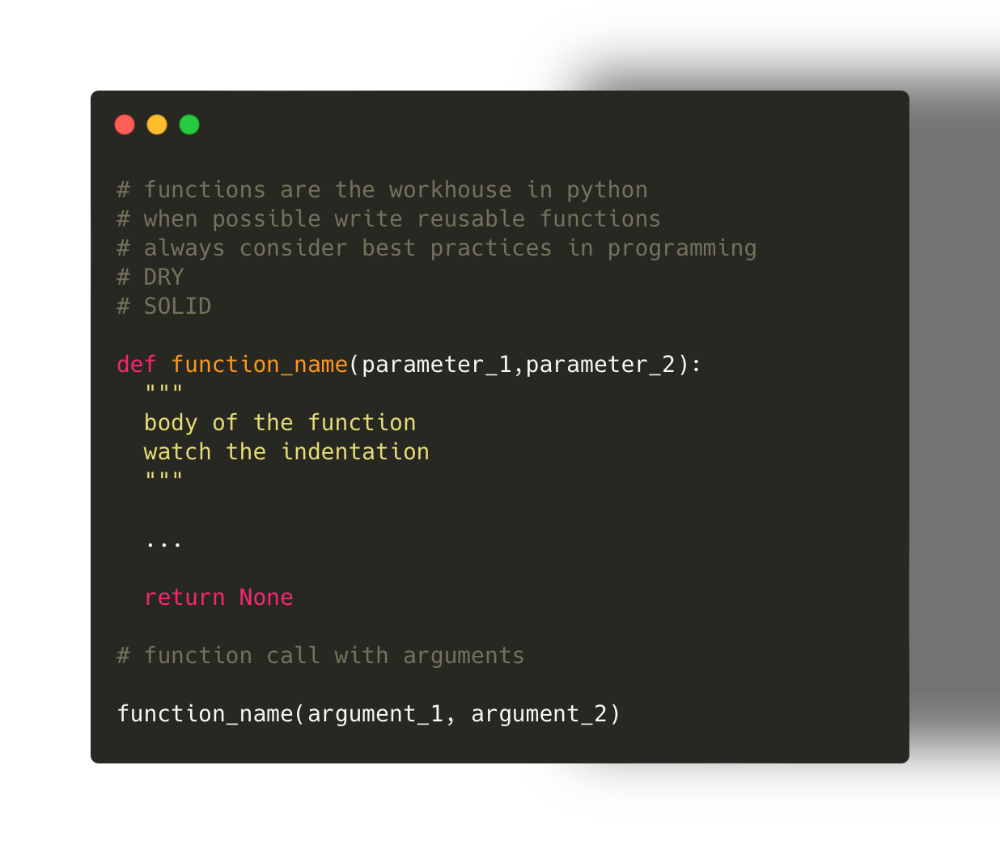 # functions are the workhouse in python
# when possible write reusable functions
# always consider best practices in programming
# DRY
# SOLID
def function_name(parameter_1,parameter_2):
"""
body of the function
watch the indentation
"""
...
return None
# function call with arguments
function_name(argument_1, argument_2)